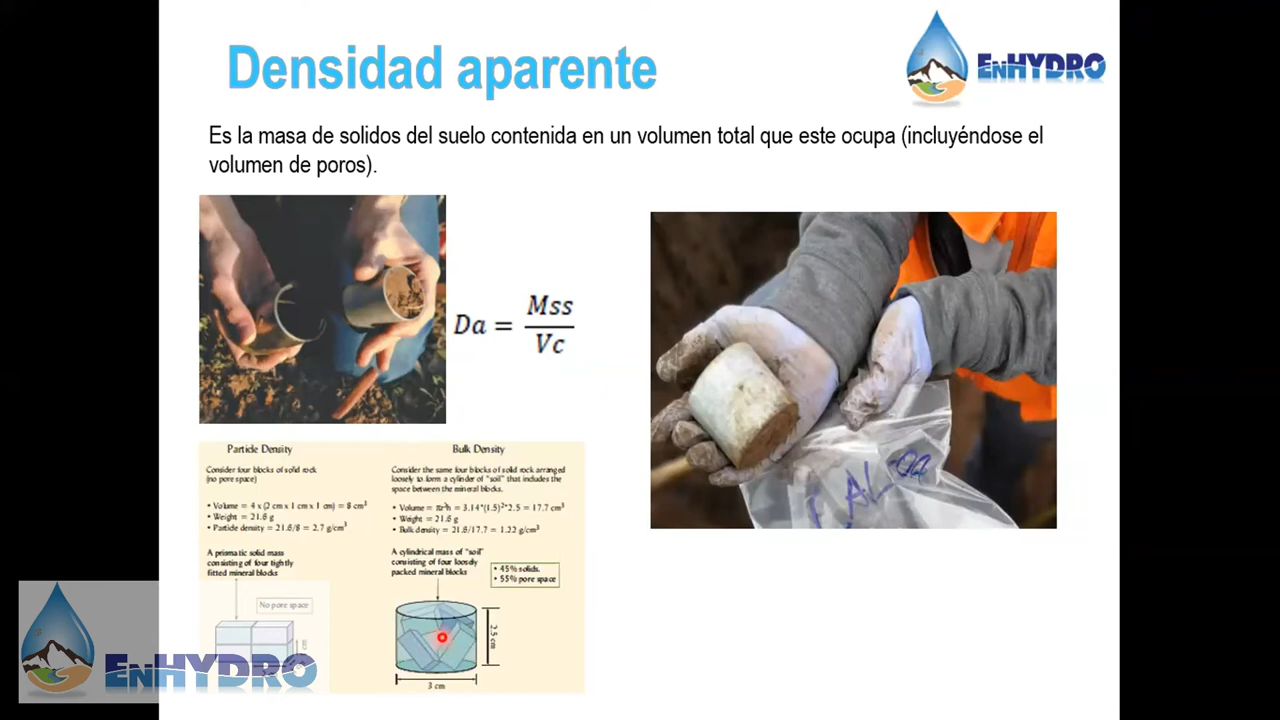 Densidad aparente
EnHYDRO
Es la masa de solidos del suelo contenida en un volumen total que este ocupa (incluyéndose el
volumen de poros).
Da = Mss
Vc
CAL-02
Particle Density
Consider four blocks of solid rock
(no pore space)
• Volume = 4 x (2 cm x 1 cm x 1 cm) = 8 cm³
• Weight = 21.6 g
• Particle density = 21.6/8 = 2.7 g/cm³
A prismatic solid mass
consisting of four tightly
fitted mineral blocks
No pore space
cm
Bulk Density
Consider the same four blocks of solid rock arranged
loosely to form a cylinder of "soil" that includes the
space between the mineral blocks.
• Volume = πr²h = 3.14*(1.5)²*2.5 = 17.7 cm³
• Weight = 21.6 g
• Bulk density = 21.6/17.7 = 1.22 g/cm³
A cylindrical mass of "soil"
consisting of four loosely
packed mineral blocks
• 45% solids.
• 55% pore space
2.5 cm
3 cm
EnHYDRO